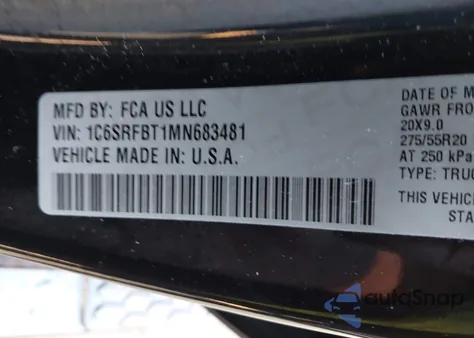 MFD BY: FCA US LLC
VIN: 1C6SRFBT1MN683481
VEHICLE MADE IN: U.S.A.
DATE OF M
GAWR FRO
20X9.0
275/55R20
AT 250 kPa
TYPE: TRUC
THIS VEHIC
STA
autoSnap